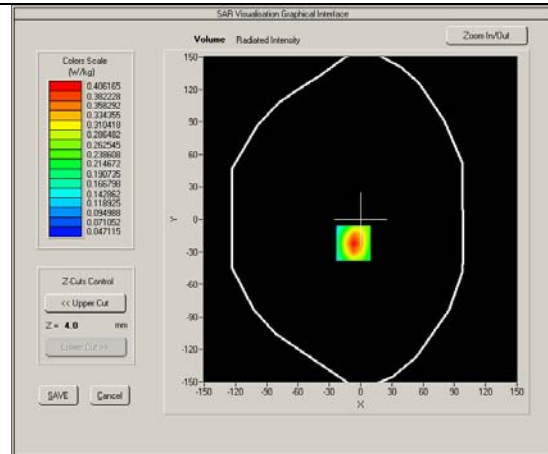 SAR Visualisation Graphical Interface
Volume Radiated Intensity
Zoom In/Out
Colors Scale
(W/kg)
0.406165
0.382228
0.358292
0.334355
0.310418
0.286482
0.262545
0.238608
0.214672
0.190735
0.166798
0.142862
0.118925
0.094988
0.071052
0.047115
Z-Cuts Control
<< Upper Cut
Z = 4.0 mm
Lower Cut >>
SAVE Cancel
Y
150
120
90
60
30
0
-30
-60
-90
-120
-150
-150 -120 -90 -60 -30 0 30 60 90 120 150
X